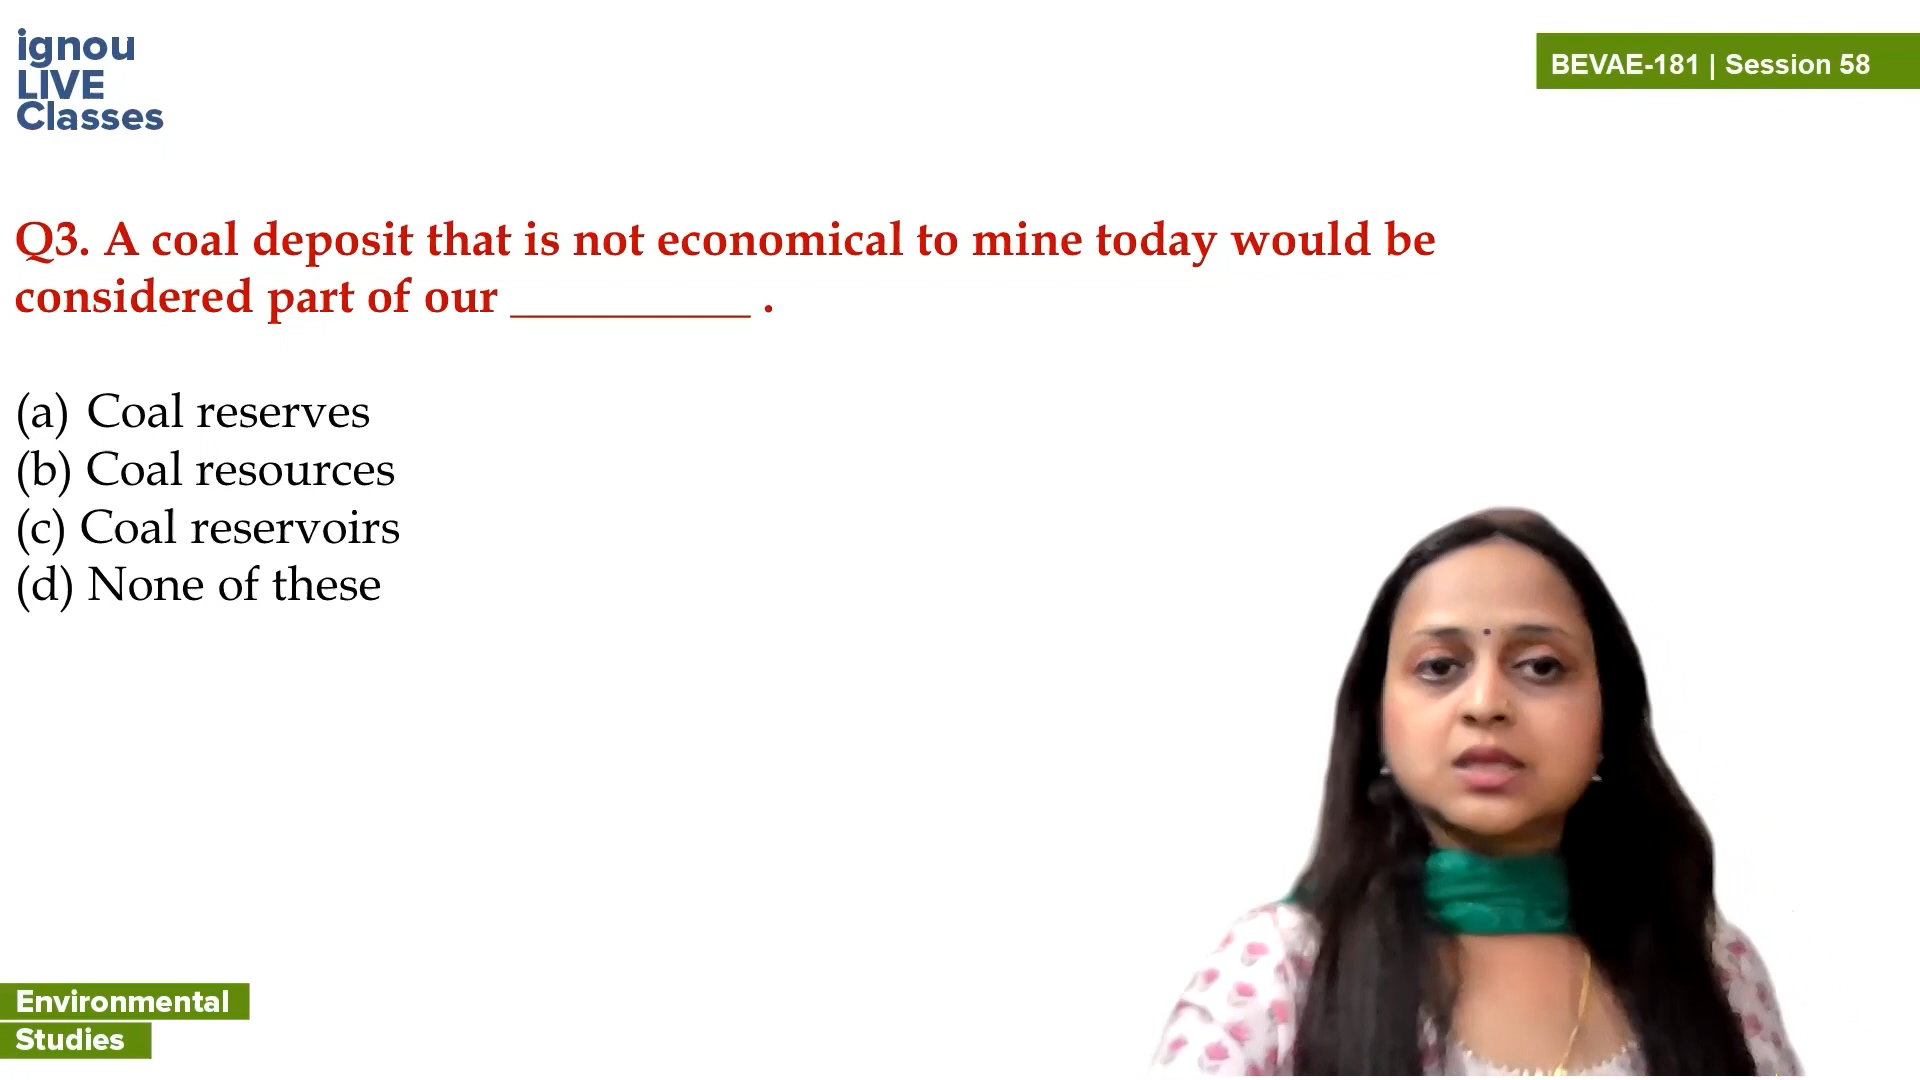 ignou
LIVE
Classes
BEVAE-181 | Session 58
Q3. A coal deposit that is not economical to mine today would be
considered part of our __________ .
(a) Coal reserves
(b) Coal resources
(c) Coal reservoirs
(d) None of these
Environmental
Studies